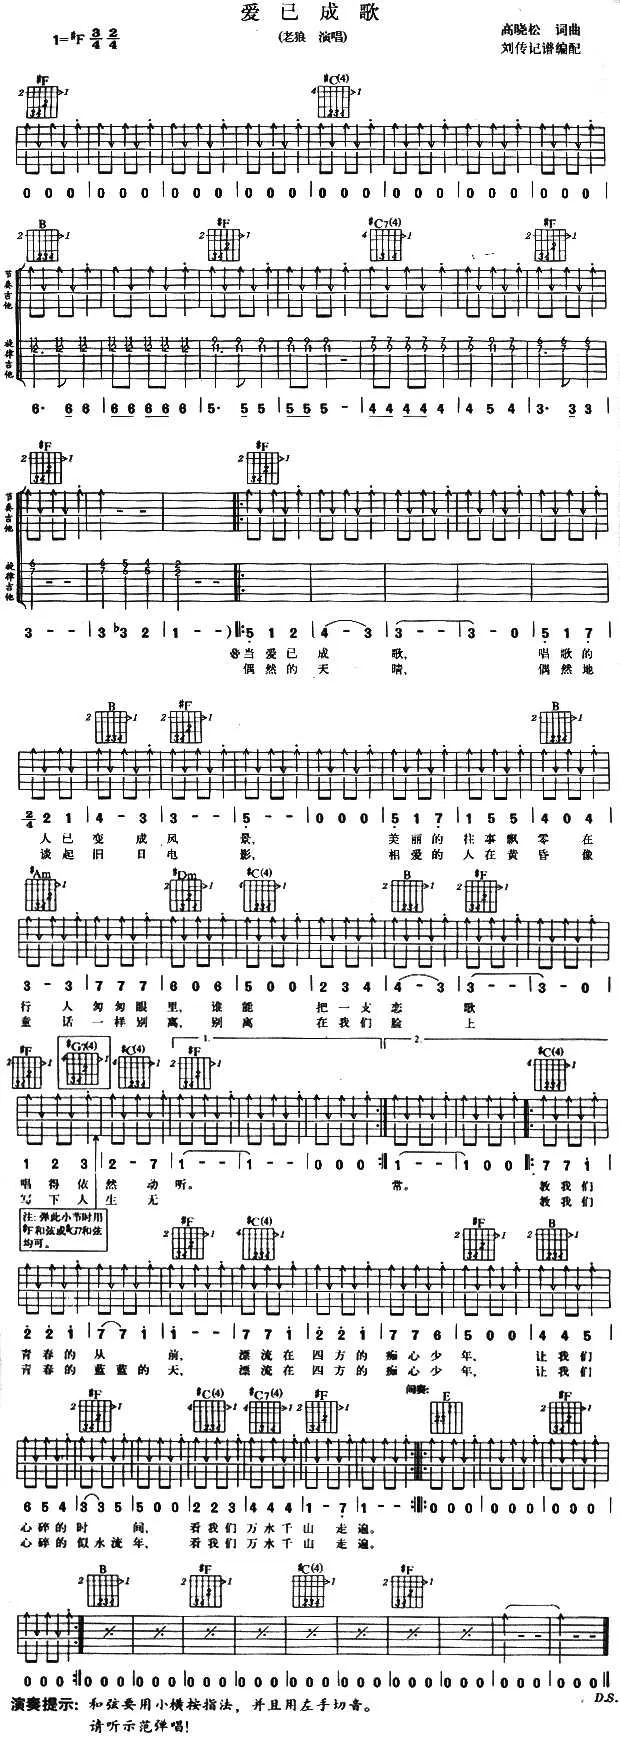 爱已成歌
1=#F 3/4 2/4
(老狼 演唱)
高晓松 词曲
刘传记谱编配
#F #C(4)
0 0 0 | 0 0 0 | 0 0 0 | 0 0 0 | 0 0 0 | 0 0 0 | 0 0 0 | 0 0 0
B #F #C7(4) #F
节奏吉他
旋律吉他
6· 6 6 | 6 6 6 6 6 | 5· 5 5 | 5 5 5 - | 4 4 4 4 4 | 4 5 4 | 3· 3 3
#F #F
节奏吉他
旋律吉他
3 - - | 3 b3 2 | 1 - - ) 5 1 2 | 4 - 3 | 3 - - | 3 - 0 | 5 1 7
当爱已成歌, 唱歌的
偶然的天晴, 偶然地
B #F B
2/4 2 1 | 4 - 3 | 3 - - | 5 - - | 0 0 0 | 5 1 7 | 1 5 5 | 4 0 4
人已变成风景, 美丽的往事飘零在
谈起旧日电影, 相爱的人在黄昏像
#Am #Dm #C(4) B #F
3 - 3 | 7 7 7 | 6 0 6 | 5 0 0 | 2 3 4 | 4 - 3 | 3 - - | 3 - 0
行人匆匆眼里,谁能把一支恋歌
童话一样别离,别离在我们脸上
#F #G7(4) #C(4) #F #C(4)
1. 2.
1 2 3 | 2 - 7 | 1 - - | 1 - - | 0 0 0 :‖ 1 - - | 1 0 0 | 7 7 1
唱得依然动听。 常。 教我们
写下人生无 教我们
注:弹此小节时用
#F和弦或#G7和弦
均可。
#F #C(4) #F B
2 2 1 | 7 7 1 | 1 - - | 7 7 1 | 2 2 1 | 7 7 6 | 5 0 0 | 4 4 5
青春的从前,漂流在四方的痴心少年,让我们
青春的蓝蓝的天,漂流在四方的痴心少年,让我们
#F #C(4) #C7(4) #F 间奏: E #F
6 5 4 | 3 3 5 | 5 0 0 | 2 2 3 | 4 4 2 | 1 - 7 | 1 - - :‖: 0 0 0 | 0 0 0 | 0 0 0
心碎的时间,看我们万水千山走遍。
心碎的似水流年,看我们万水千山走遍。
B #F #C(4) #F
0 0 0 :‖ 0 0 0 | 0 0 0 | 0 0 0 | 0 0 0 | 0 0 0 | 0 0 0 | 0 0 0 | 0 0 0 ‖
D.S.
演奏提示:和弦要用小横按指法,并且用左手切音。
请听示范弹唱!